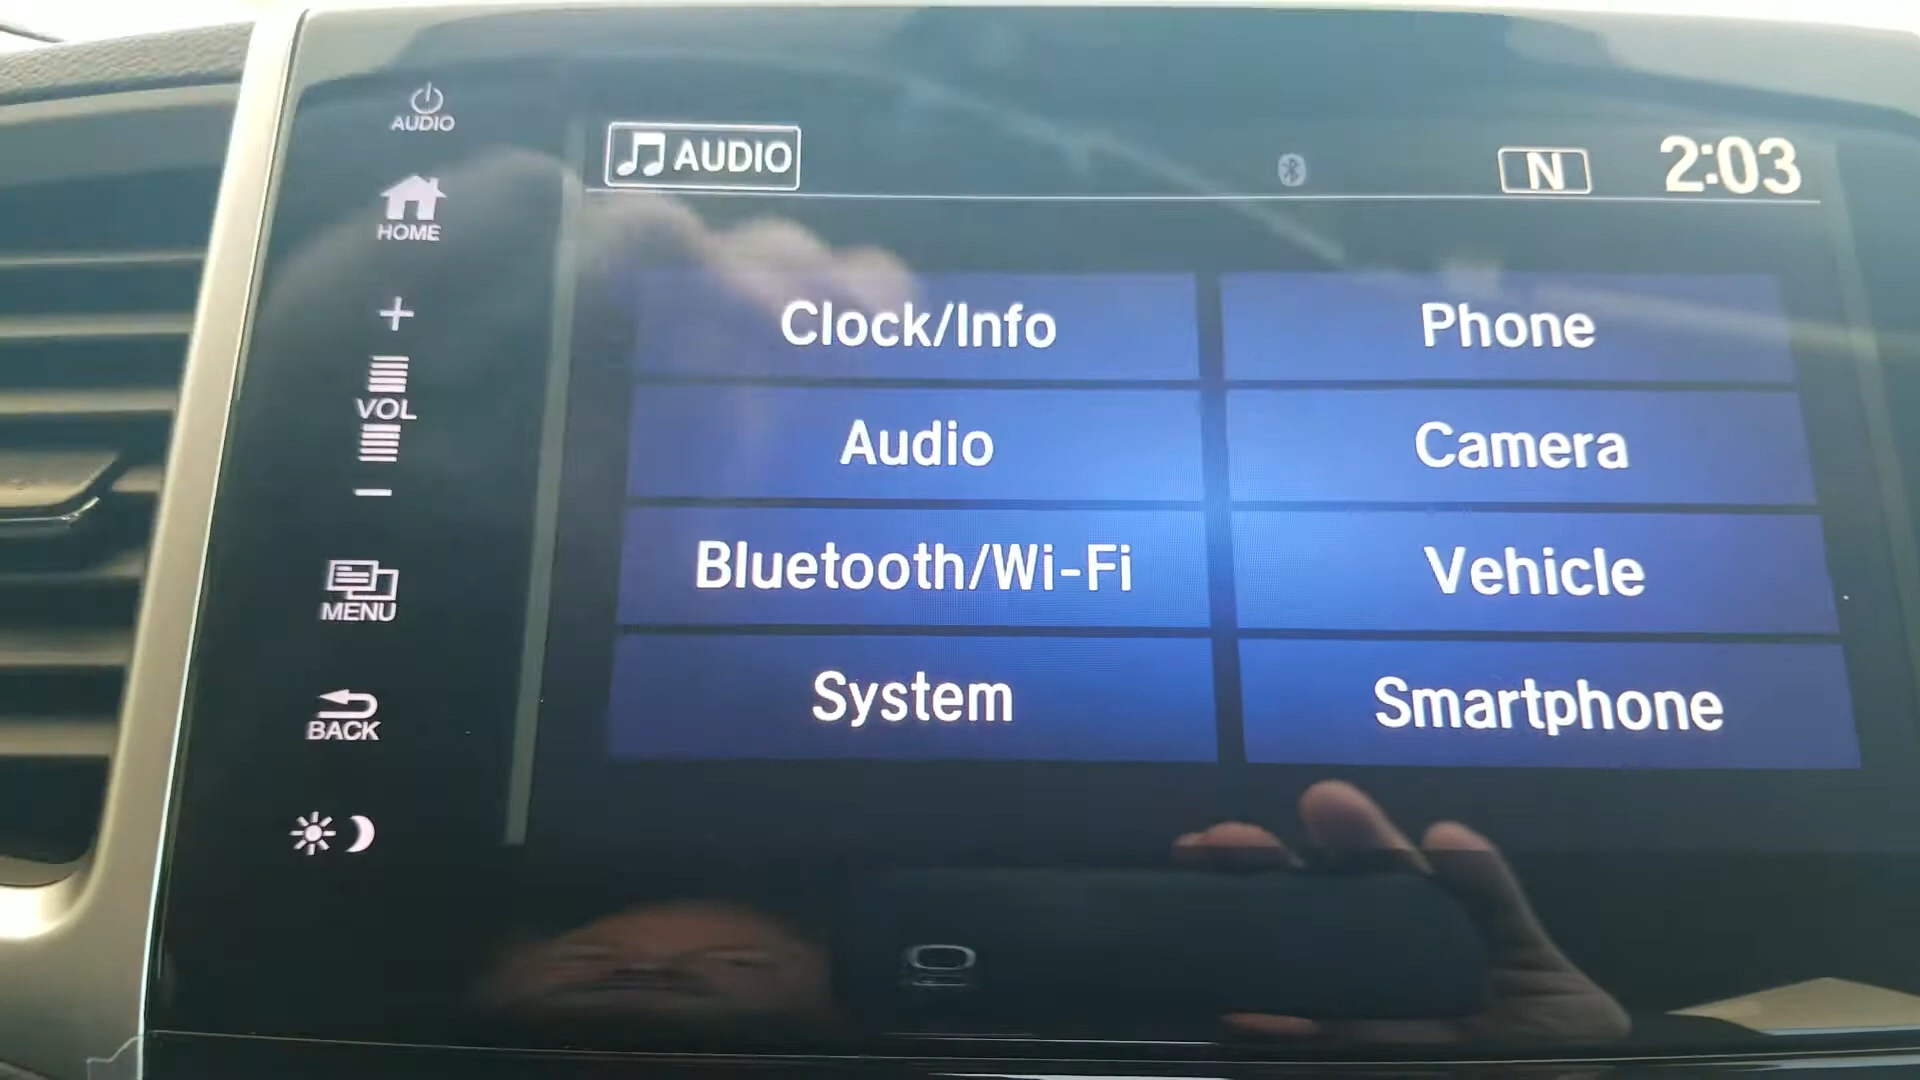 AUDIO
HOME
+
VOL
−
MENU
BACK
AUDIO
N
2:03
Clock/Info
Phone
Audio
Camera
Bluetooth/Wi-Fi
Vehicle
System
Smartphone